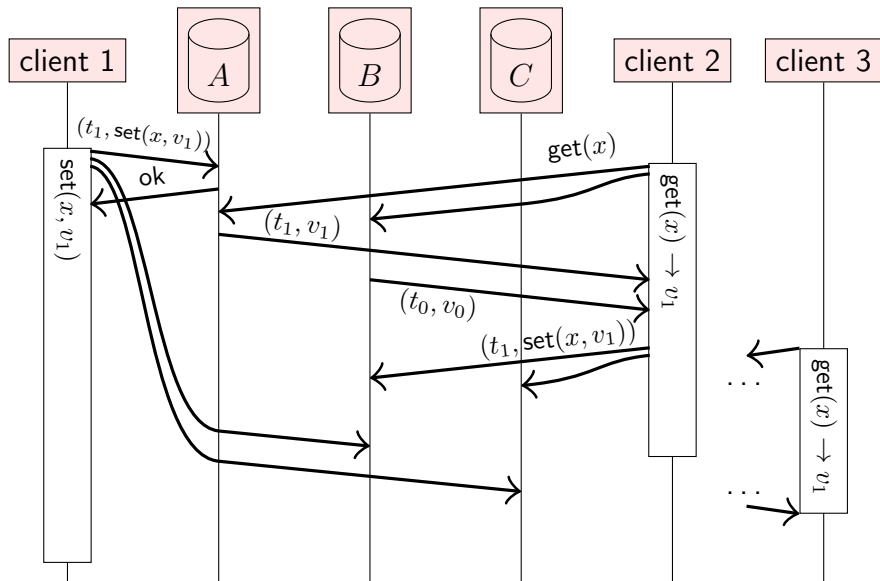 client 1
A
B
C
client 2
client 3
(t₁, set(x, v₁))
ok
set(x, v₁)
get(x)
get(x) → v₁
(t₁, v₁)
(t₀, v₀)
(t₁, set(x, v₁))
...
get(x) → v₁
...